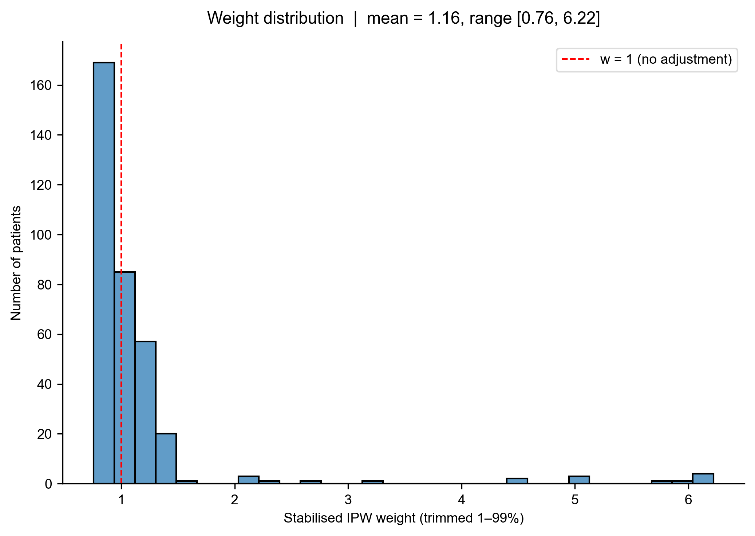 Weight distribution | mean = 1.16, range [0.76, 6.22]
w = 1 (no adjustment)
Number of patients
160
140
120
100
80
60
40
20
0
1 2 3 4 5 6
Stabilised IPW weight (trimmed 1–99%)